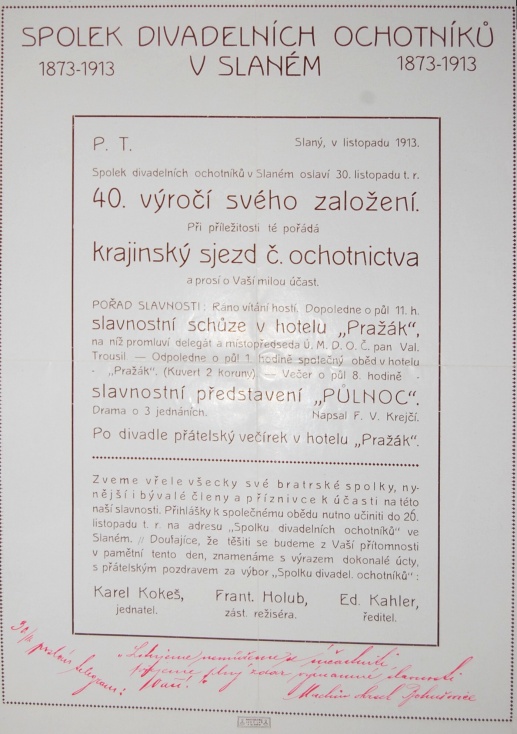 SPOLEK DIVADELNÍCH OCHOTNÍKŮ
1873-1913 V SLANÉM 1873-1913
P. T. Slaný, v listopadu 1913.
Spolek divadelních ochotníků v Slaném oslaví 30. listopadu t. r.
40. výročí svého založení.
Při příležitosti té pořádá
krajinský sjezd č. ochotnictva
a prosí o Vaší milou účast.
POŘAD SLAVNOSTI: Ráno vítání hostí. Dopoledne o půl 11. h.
slavnostní schůze v hotelu „Pražák“,
na níž promluví delegát a místopředseda Ú. M. D. O. Č. pan Val.
Trousil. — Odpoledne o půl 1. hodině společný oběd v hotelu
- „Pražák“, (Kuvert 2 koruny). — Večer o půl 8. hodině -
slavnostní představení „PŮLNOC“.
Drama o 3 jednáních. Napsal F. V. Krejčí.
Po divadle přátelský večírek v hotelu „Pražák“.
Zveme vřele všecky své bratrské spolky, ny-
nější i bývalé členy a příznivce k účasti na této
naší slavnosti. Přihlášky k společnému obědu nutno učiniti do 26.
listopadu t. r. na adresu „Spolku divadelních ochotníků“ ve
Slaném. // Doufajíce, že těšiti se budeme z Vaší přítomnosti
v pamětní tento den, znamenáme s výrazem dokonalé úcty,
s přátelským pozdravem za výbor „Spolku divadel. ochotníků“ :
Karel Kokeš, Frant. Holub, Ed. Kahler,
jednatel. zást. režiséra. ředitel.
telegram: